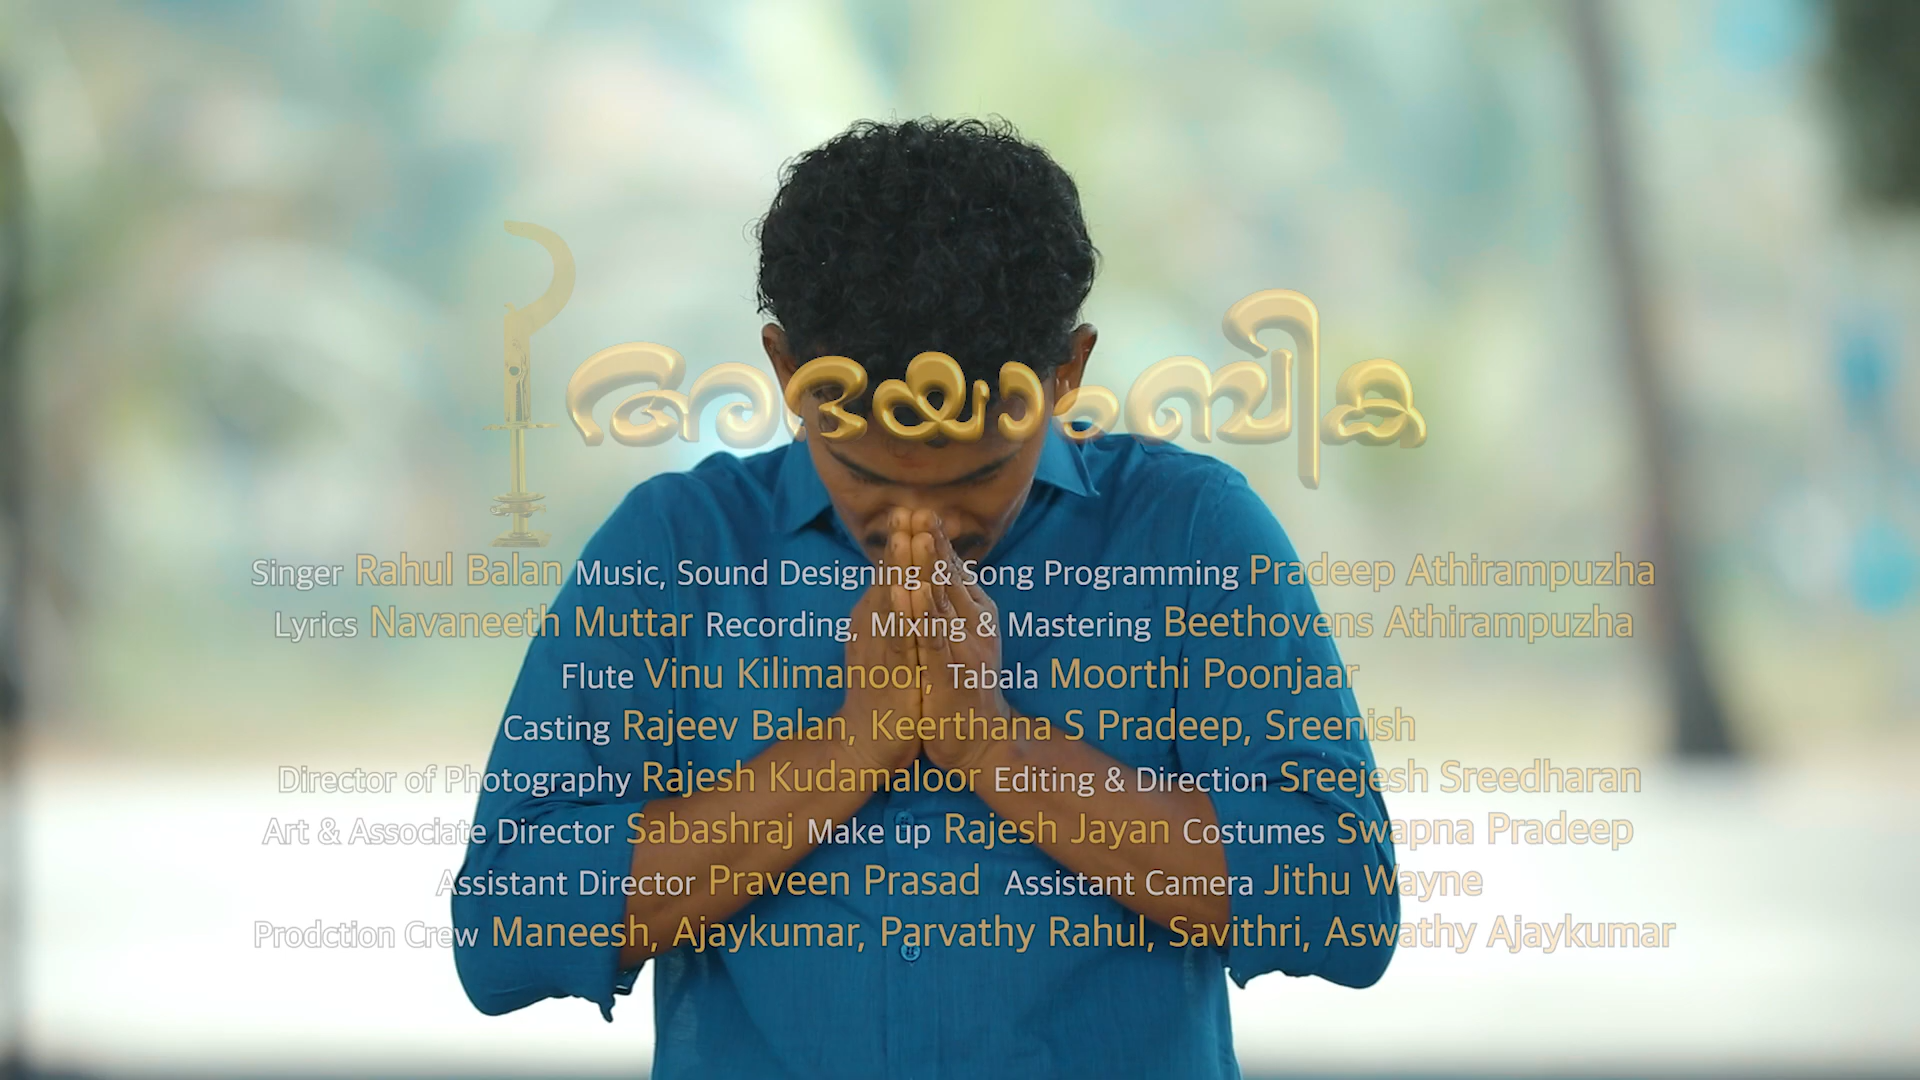 അദയാംബിക
Singer Rahul Balan Music, Sound Designing & Song Programming Pradeep Athirampuzha
Lyrics Navaneeth Muttar Recording, Mixing & Mastering Beethovens Athirampuzha
Flute Vinu Kilimanoor, Tabala Moorthi Poonjaar
Casting Rajeev Balan, Keerthana S Pradeep, Sreenish
Director of Photography Rajesh Kudamaloor Editing & Direction Sreejesh Sreedharan
Art & Associate Director Sabashraj Make up Rajesh Jayan Costumes Swapna Pradeep
Assistant Director Praveen Prasad Assistant Camera Jithu Wayne
Prodction Crew Maneesh, Ajaykumar, Parvathy Rahul, Savithri, Aswathy Ajaykumar